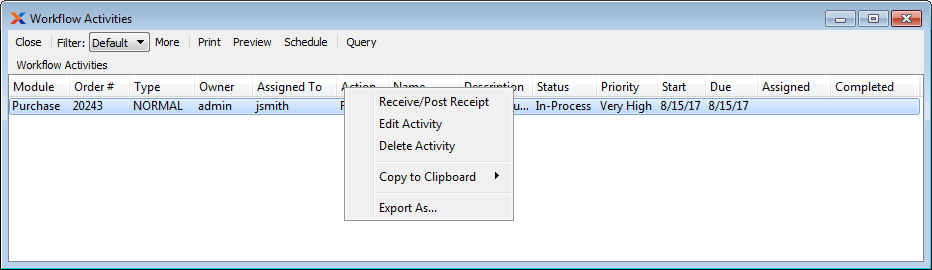 Workflow Activities
Close Filter: Default More Print Preview Schedule Query
Workflow Activities
Module Order # Type Owner Assigned To Action Name Description Status Priority Start Due Assigned Completed
Purchase 20243 NORMAL admin jsmith In-Process Very High 8/15/17 8/15/17
Receive/Post Receipt
Edit Activity
Delete Activity
Copy to Clipboard
Export As...